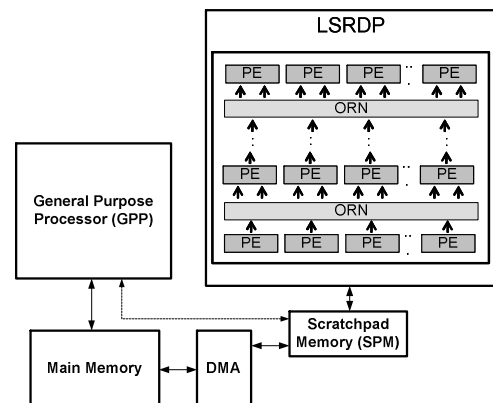 LSRDP
PE PE PE PE
ORN
PE PE PE PE
ORN
PE PE PE PE
General Purpose
Processor (GPP)
Scratchpad
Memory (SPM)
Main Memory
DMA